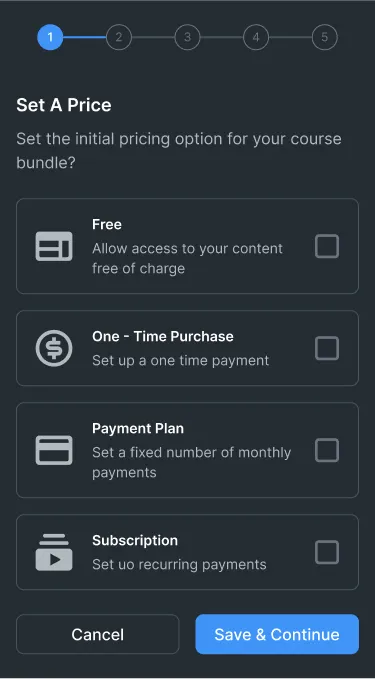 1 2 3 4 5
Set A Price
Set the initial pricing option for your course
bundle?
Free
Allow access to your content
free of charge
One - Time Purchase
Set up a one time payment
Payment Plan
Set a fixed number of monthly
payments
Subscription
Set uo recurring payments
Cancel Save & Continue